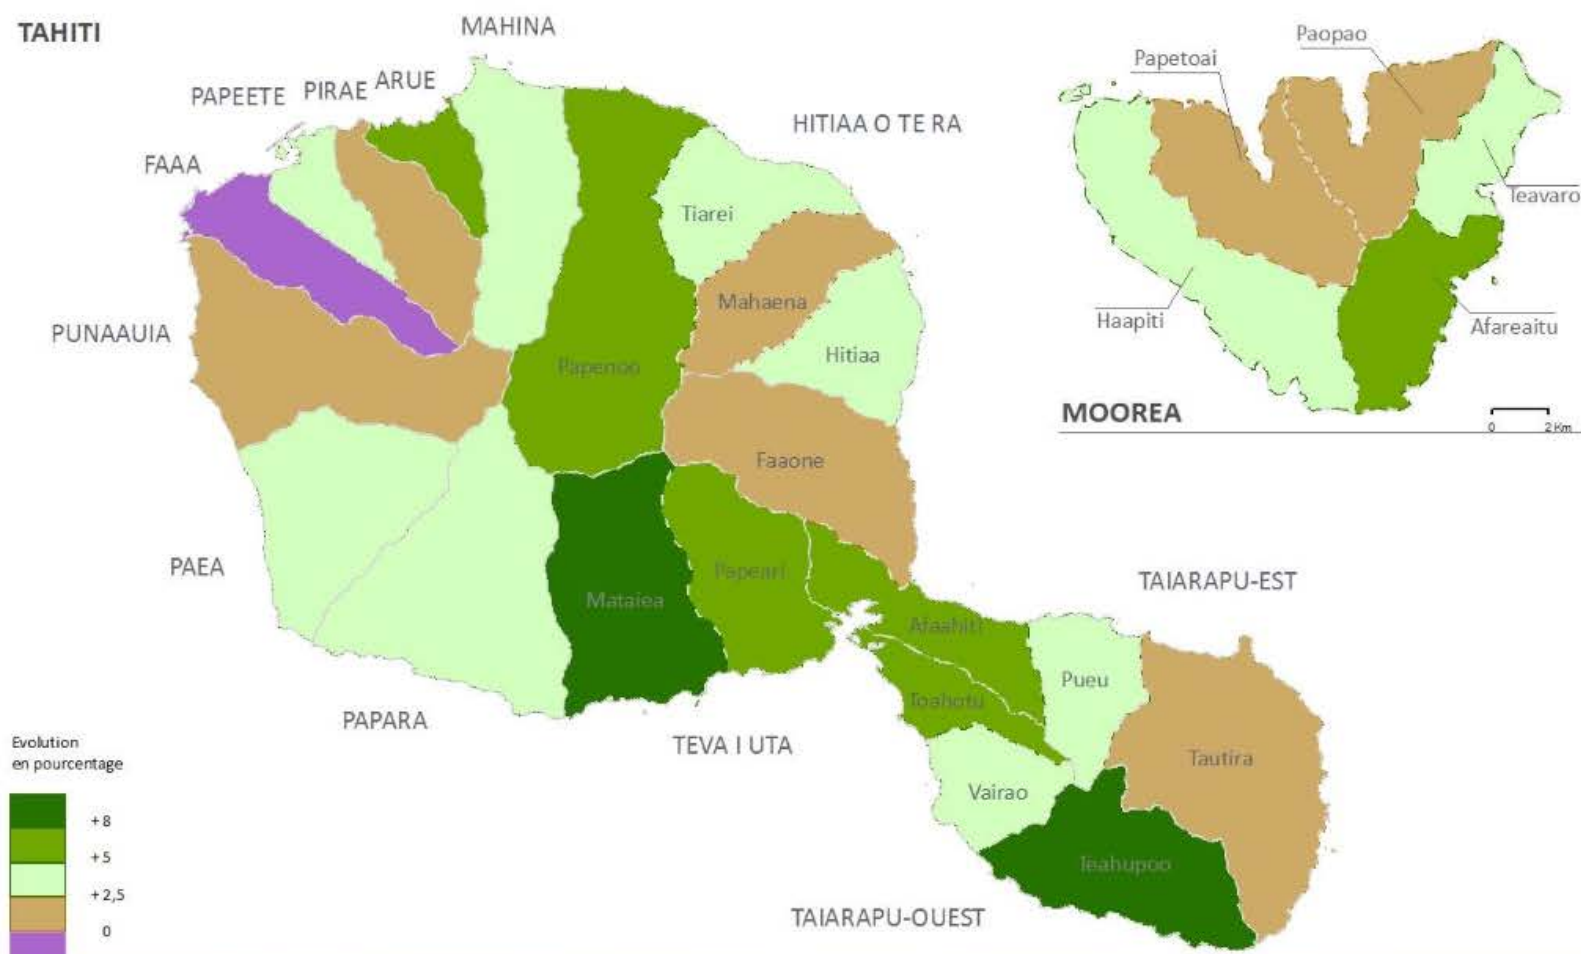 TAHITI
MAHINA
PAPEETE
PIRAE
ARUE
HITIAA O TE RA
FAAA
Tiarei
Mahaena
PUNAAUIA
Hitiaa
Papenoo
Faaone
PAEA
Mataiea
Papeari
TAIARAPU-EST
Afaahiti
Pueu
Toahotu
PAPARA
TEVA I UTA
Tautira
Vairao
Teahupoo
TAIARAPU-OUEST
Papetoai
Paopao
Teavaro
Haapiti
Afareaitu
MOOREA
0
2 Km
Evolution
en pourcentage
+ 8
+ 5
+ 2,5
0